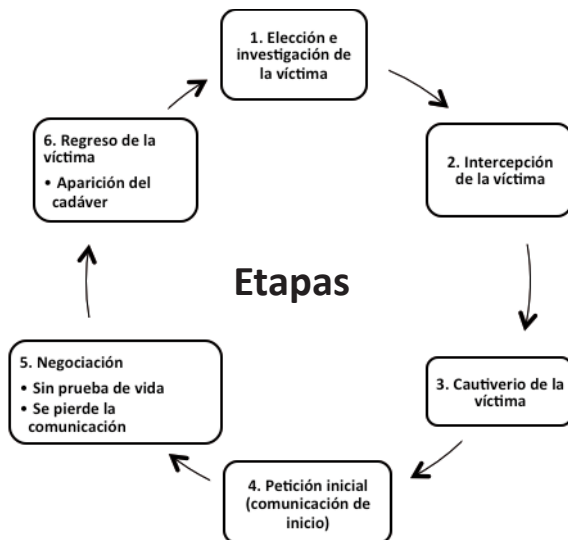 1. Elección e
investigación de
la víctima
2. Intercepción
de la víctima
3. Cautiverio de la
víctima
4. Petición inicial
(comunicación de
inicio)
5. Negociación
• Sin prueba de vida
• Se pierde la
comunicación
6. Regreso de la
víctima
• Aparición del
cadáver
Etapas